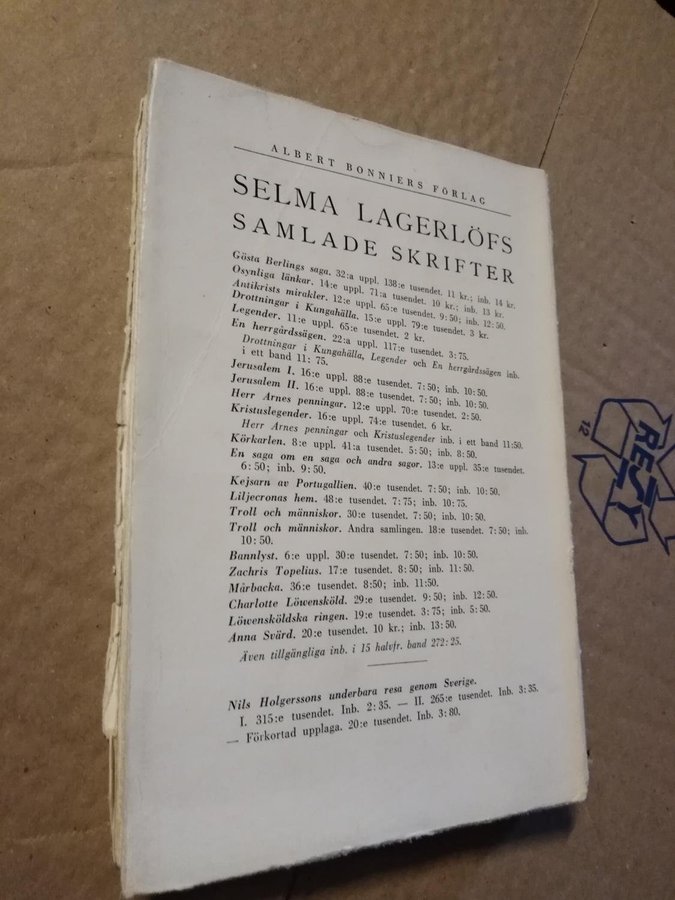 ALBERT BONNIERS FÖRLAG
SELMA LAGERLÖFS
SAMLADE SKRIFTER
Gösta Berlings saga. 32:a uppl. 138:e tusendet. 11 kr.; inb. 14 kr.
Osynliga länkar. 14:e uppl. 71:a tusendet. 10 kr.; inb. 13 kr.
Antikrists mirakler. 12:e uppl. 65:e tusendet. 9:50; inb. 12:50.
Drottningar i Kungahälla. 15:e uppl. 79:e tusendet. 3 kr.
Legender. 11:e uppl. 65:e tusendet. 2 kr.
En herrgårdssägen. 22:a uppl. 117:e tusendet. 3:75.
Drottningar i Kungahälla, Legender och En herrgårdssägen inb.
i ett band 11:75.
Jerusalem I. 16:e uppl. 88:e tusendet. 7:50; inb. 10:50.
Jerusalem II. 16:e uppl. 88:e tusendet. 7:50; inb. 10:50.
Herr Arnes penningar. 12:e uppl. 70:e tusendet. 2:50.
Kristuslegender. 16:e uppl. 74:e tusendet. 6 kr.
Herr Arnes penningar och Kristuslegender inb. i ett band 11:50.
Körkarlen. 8:e uppl. 41:a tusendet. 5:50; inb. 8:50.
En saga om en saga och andra sagor. 13:e uppl. 35:e tusendet.
6:50; inb. 9:50.
Kejsarn av Portugallien. 40:e tusendet. 7:50; inb. 10:50.
Liljecronas hem. 48:e tusendet. 7:75; inb. 10:75.
Troll och människor. 30:e tusendet. 7:50; inb. 10:50.
Troll och människor. Andra samlingen. 18:e tusendet. 7:50; inb.
10:50.
Bannlyst. 6:e uppl. 30:e tusendet. 7:50; inb. 10:50.
Zachris Topelius. 17:e tusendet. 8:50; inb. 11:50.
Mårbacka. 36:e tusendet. 8:50; inb. 11:50.
Charlotte Löwensköld. 29:e tusendet. 9:50; inb. 12:50.
Löwensköldska ringen. 19:e tusendet. 3:75; inb. 5:50.
Anna Svärd. 20:e tusendet. 10 kr.; inb. 13:50.
Även tillgängliga inb. i 15 halvfr. band 272:25.
Nils Holgerssons underbara resa genom Sverige.
I. 315:e tusendet. Inb. 2:35. — II. 265:e tusendet. Inb. 3:35.
— Förkortad upplaga. 20:e tusendet. Inb. 3:80.
RESY
12